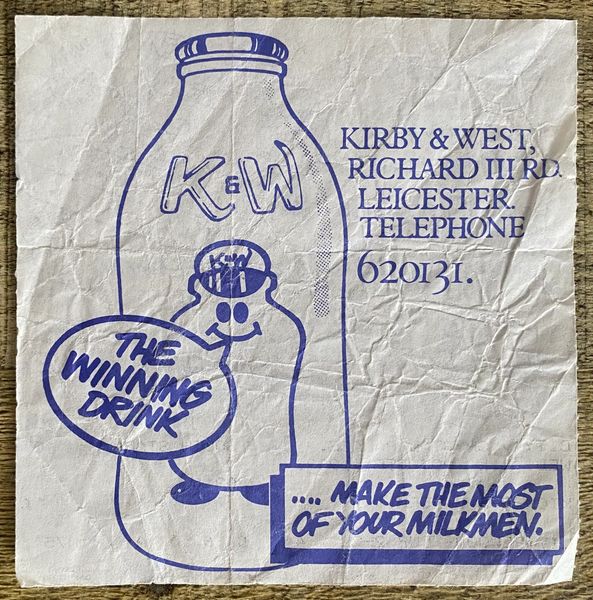 K & W
KIRBY & WEST,
RICHARD III RD.
LEICESTER.
TELEPHONE
620131.
K&W
THE
WINNING
DRINK
.... MAKE THE MOST
OF YOUR MILKMEN.